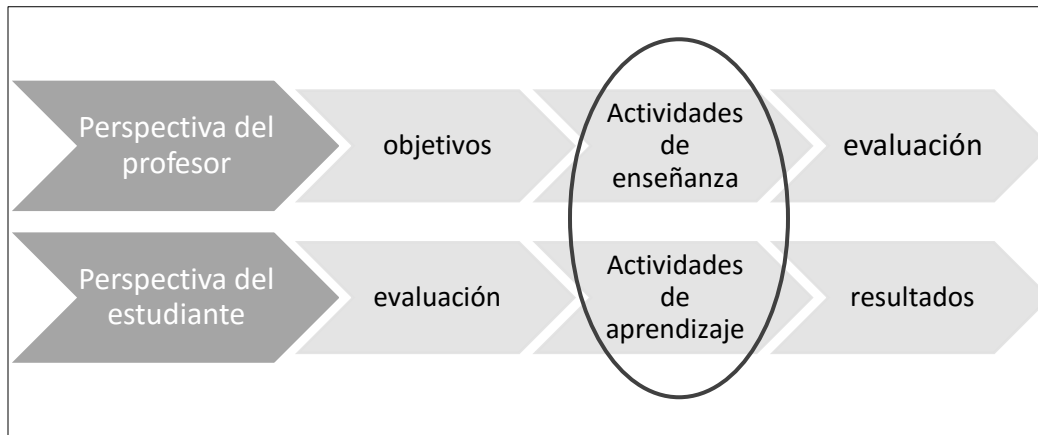 Perspectiva del
profesor
objetivos
Actividades
de
enseñanza
evaluación
Perspectiva del
estudiante
evaluación
Actividades
de
aprendizaje
resultados